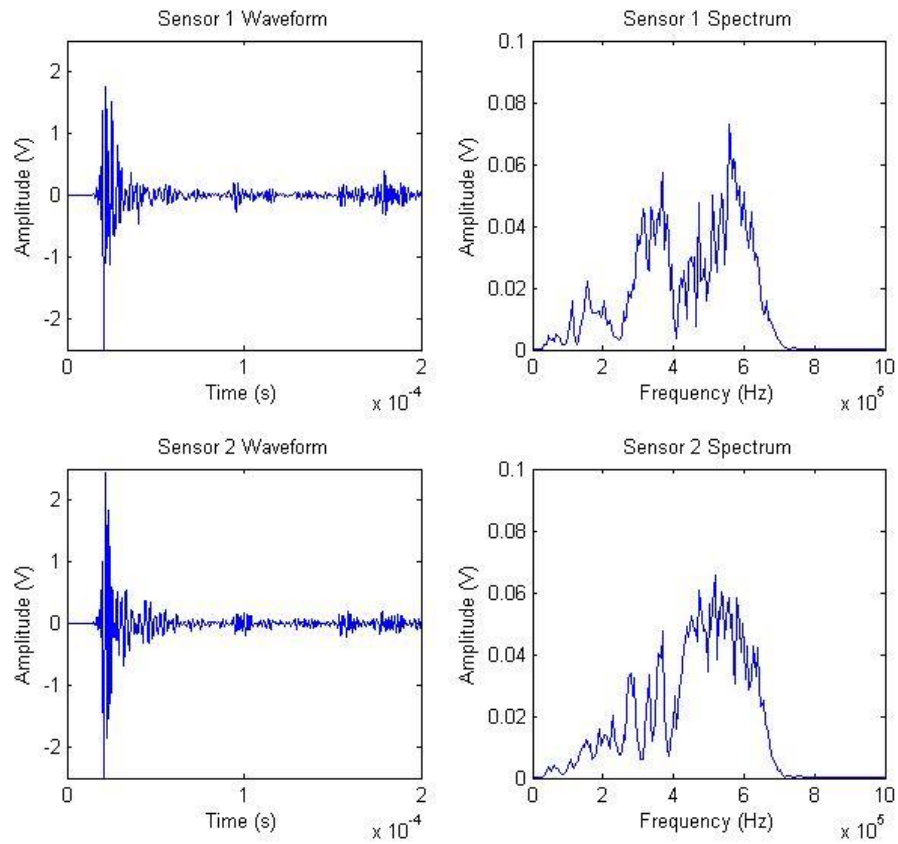 Sensor 1 Waveform
Amplitude (V)
2
1
0
-1
-2
0
1
2
Time (s)
x 10^-4
Sensor 1 Spectrum
Amplitude (V)
0.1
0.08
0.06
0.04
0.02
0
0
2
4
6
8
10
Frequency (Hz)
x 10^5
Sensor 2 Waveform
Amplitude (V)
2
1
0
-1
-2
0
1
2
Time (s)
x 10^-4
Sensor 2 Spectrum
Amplitude (V)
0.1
0.08
0.06
0.04
0.02
0
0
2
4
6
8
10
Frequency (Hz)
x 10^5